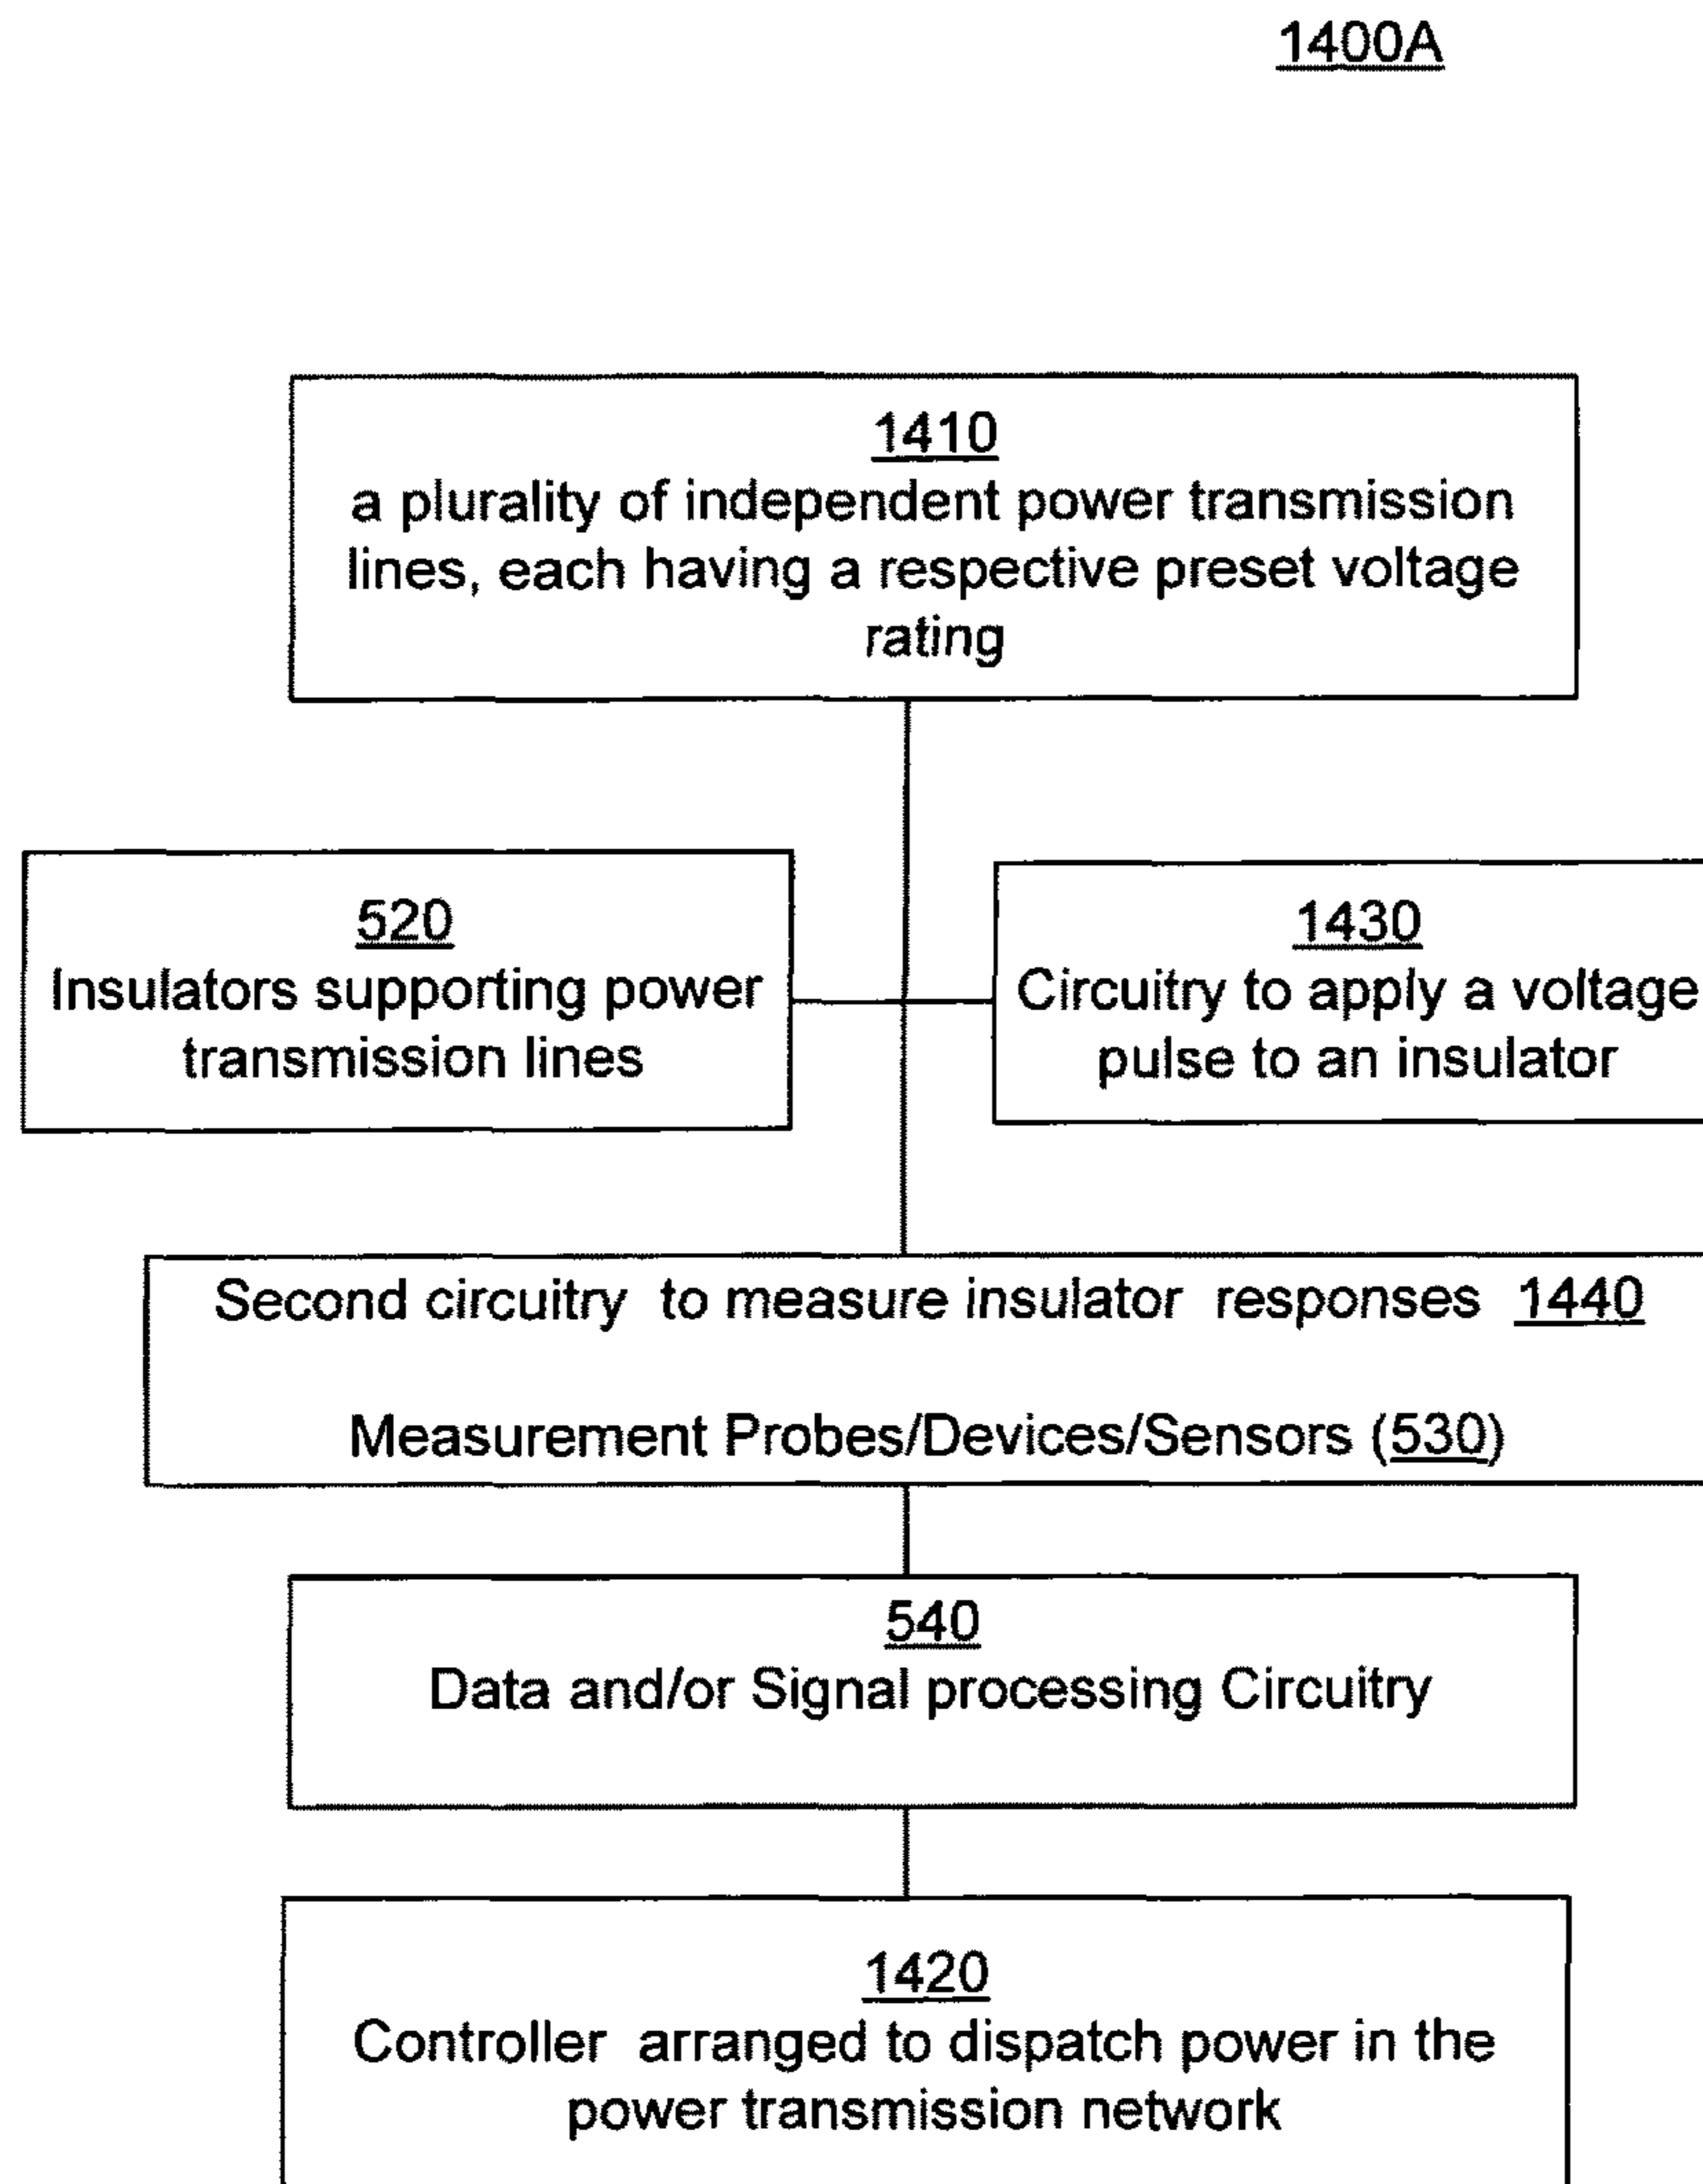 1400A
1410
a plurality of independent power transmission
lines, each having a respective preset voltage
rating
520
Insulators supporting power
transmission lines
1430
Circuitry to apply a voltage
pulse to an insulator
Second circuitry to measure insulator responses 1440
Measurement Probes/Devices/Sensors (530)
540
Data and/or Signal processing Circuitry
1420
Controller arranged to dispatch power in the
power transmission network